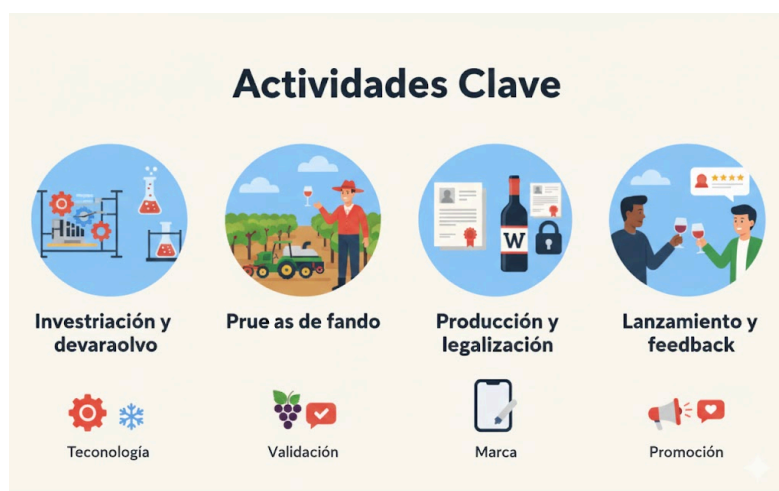 Actividades Clave
W
Investriación y
devaraolvo
Prue as de fando
Producción y
legalización
Lanzamiento y
feedback
Teconología
Validación
Marca
Promoción